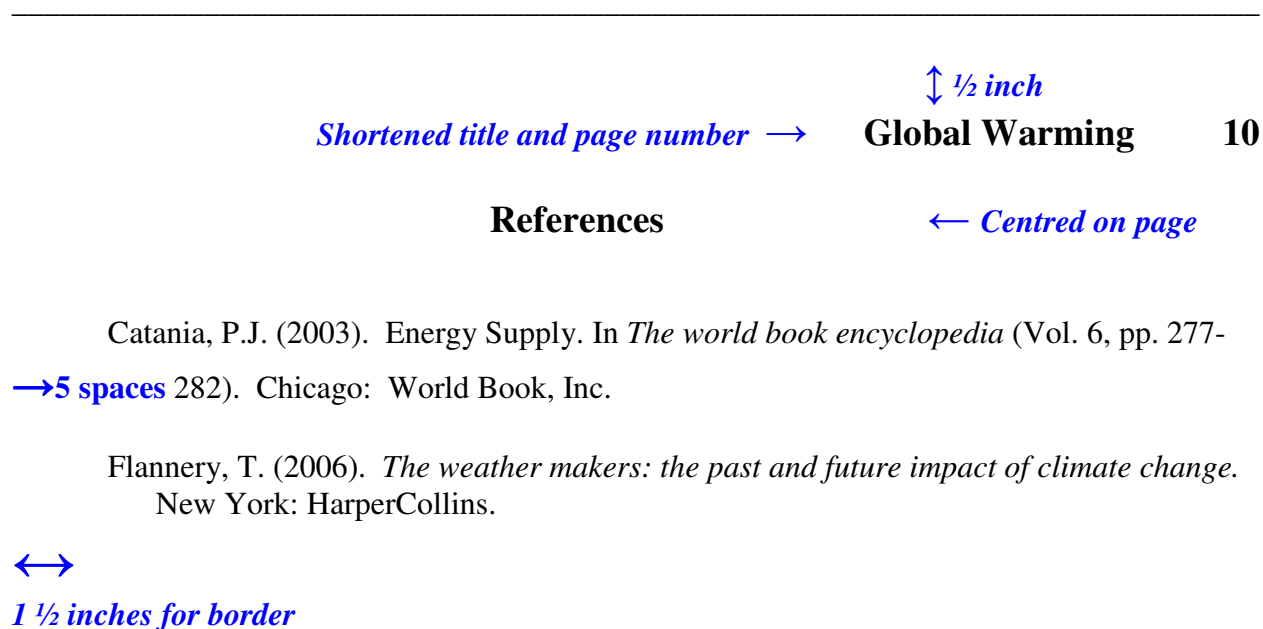 ↕ ½ inch
Shortened title and page number → Global Warming 10
References ← Centred on page
Catania, P.J. (2003). Energy Supply. In The world book encyclopedia (Vol. 6, pp. 277-
→5 spaces 282). Chicago: World Book, Inc.
Flannery, T. (2006). The weather makers: the past and future impact of climate change.
New York: HarperCollins.
↔
1 ½ inches for border